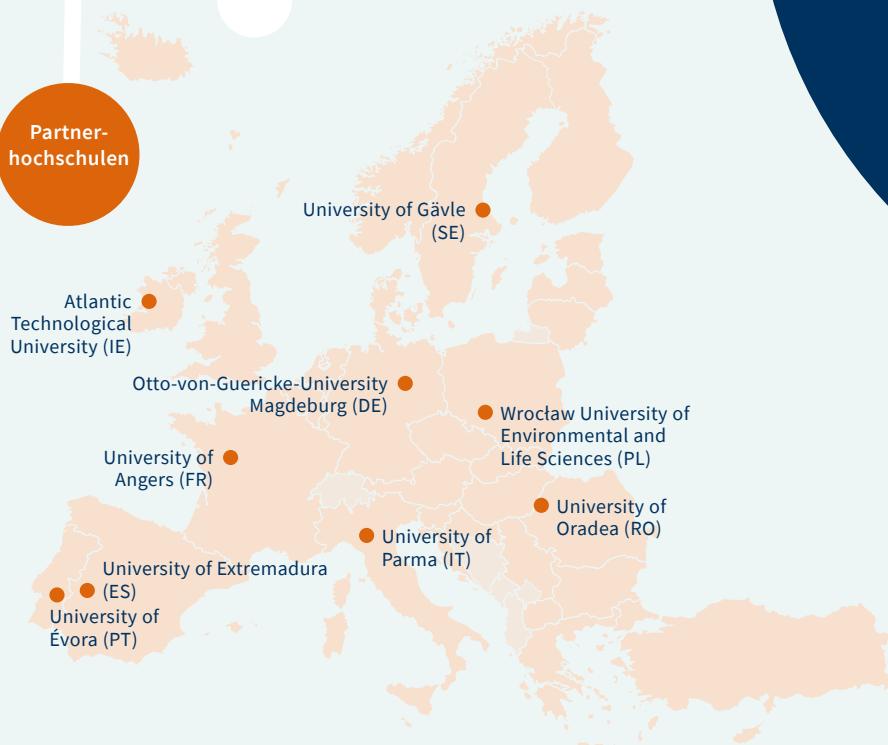 Partner-
hochschulen
University of Gävle
(SE)
Atlantic
Technological
University (IE)
Otto-von-Guericke-University
Magdeburg (DE)
Wrocław University of
Environmental and
Life Sciences (PL)
University of
Angers (FR)
University of
Oradea (RO)
University of
Parma (IT)
University of Extremadura
(ES)
University of
Évora (PT)